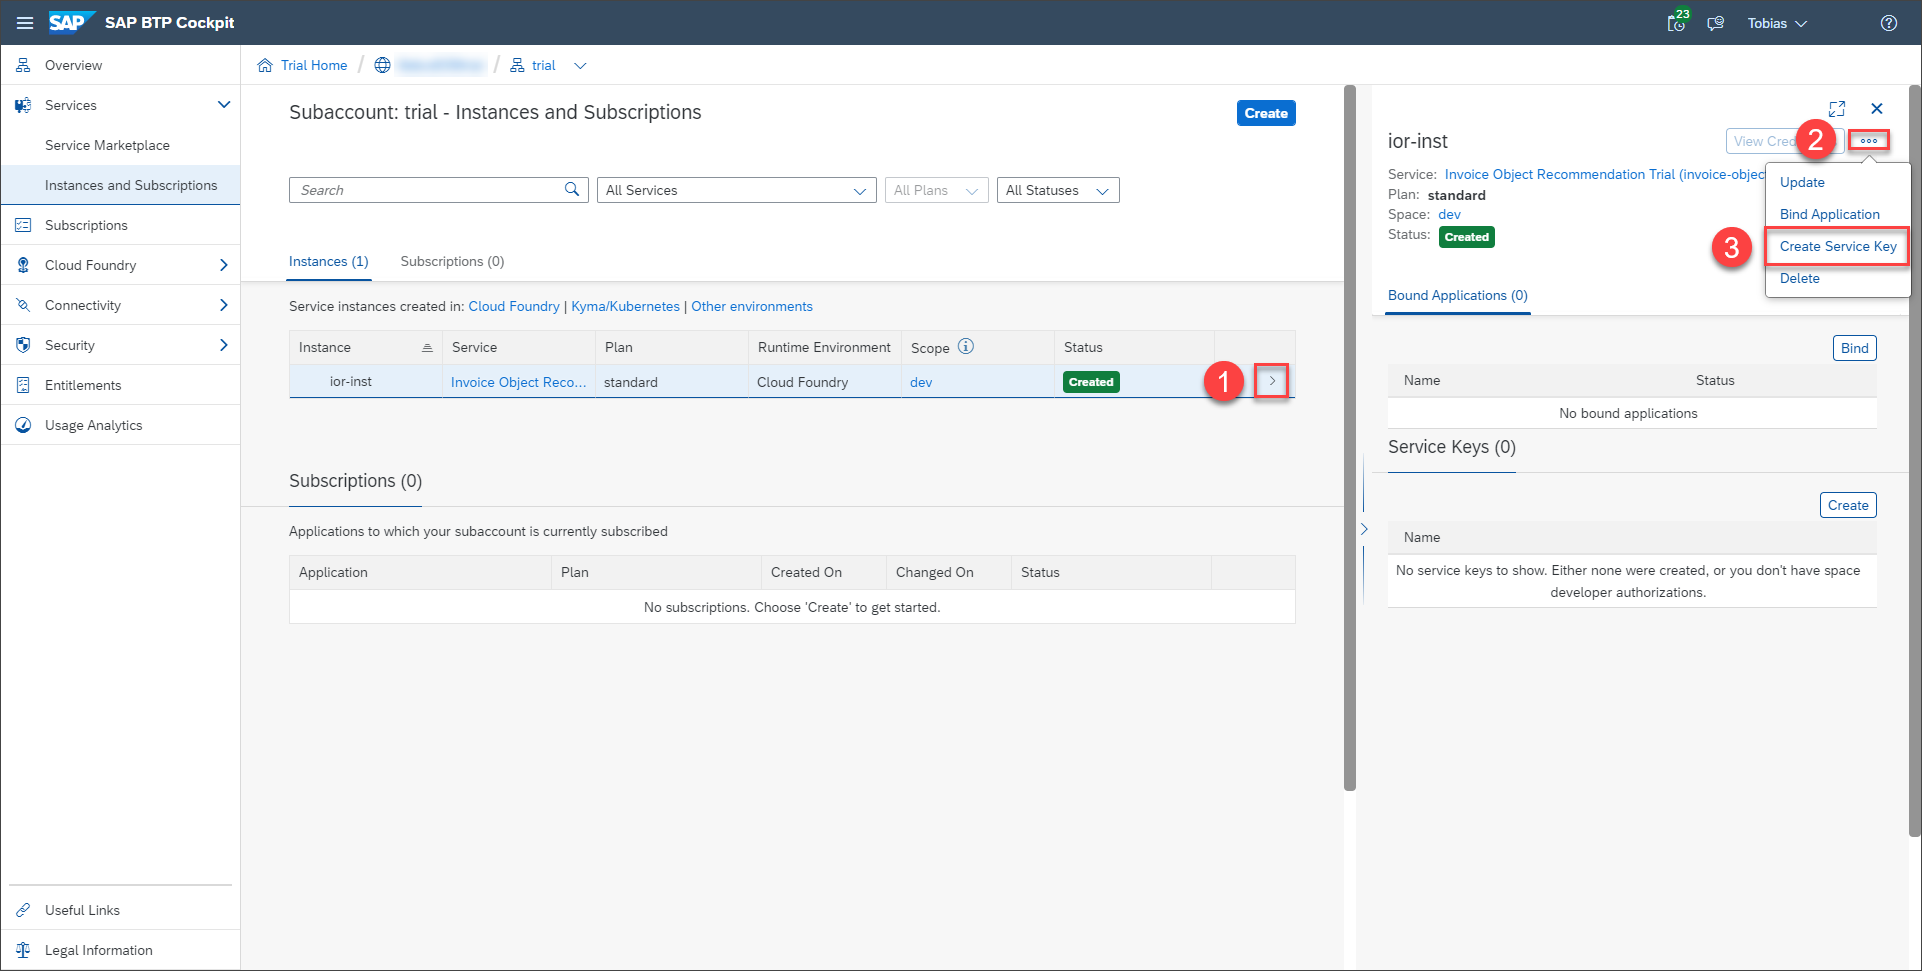 SAP SAP BTP Cockpit 23 Tobias
Overview
Services
Service Marketplace
Instances and Subscriptions
Subscriptions
Cloud Foundry
Connectivity
Security
Entitlements
Usage Analytics
Useful Links
Legal Information
Trial Home / / trial
Subaccount: trial - Instances and Subscriptions
Create
Search All Services All Plans All Statuses
Instances (1) Subscriptions (0)
Service instances created in: Cloud Foundry | Kyma/Kubernetes | Other environments
Instance Service Plan Runtime Environment Scope Status
ior-inst Invoice Object Reco... standard Cloud Foundry dev Created 1
Subscriptions (0)
Applications to which your subaccount is currently subscribed
Application Plan Created On Changed On Status
No subscriptions. Choose 'Create' to get started.
ior-inst View Cred 2
Service: Invoice Object Recommendation Trial (invoice-objec
Plan: standard
Space: dev
Status: Created
Update
Bind Application
3 Create Service Key
Delete
Bound Applications (0)
Bind
Name Status
No bound applications
Service Keys (0)
Create
Name
No service keys to show. Either none were created, or you don't have space
developer authorizations.